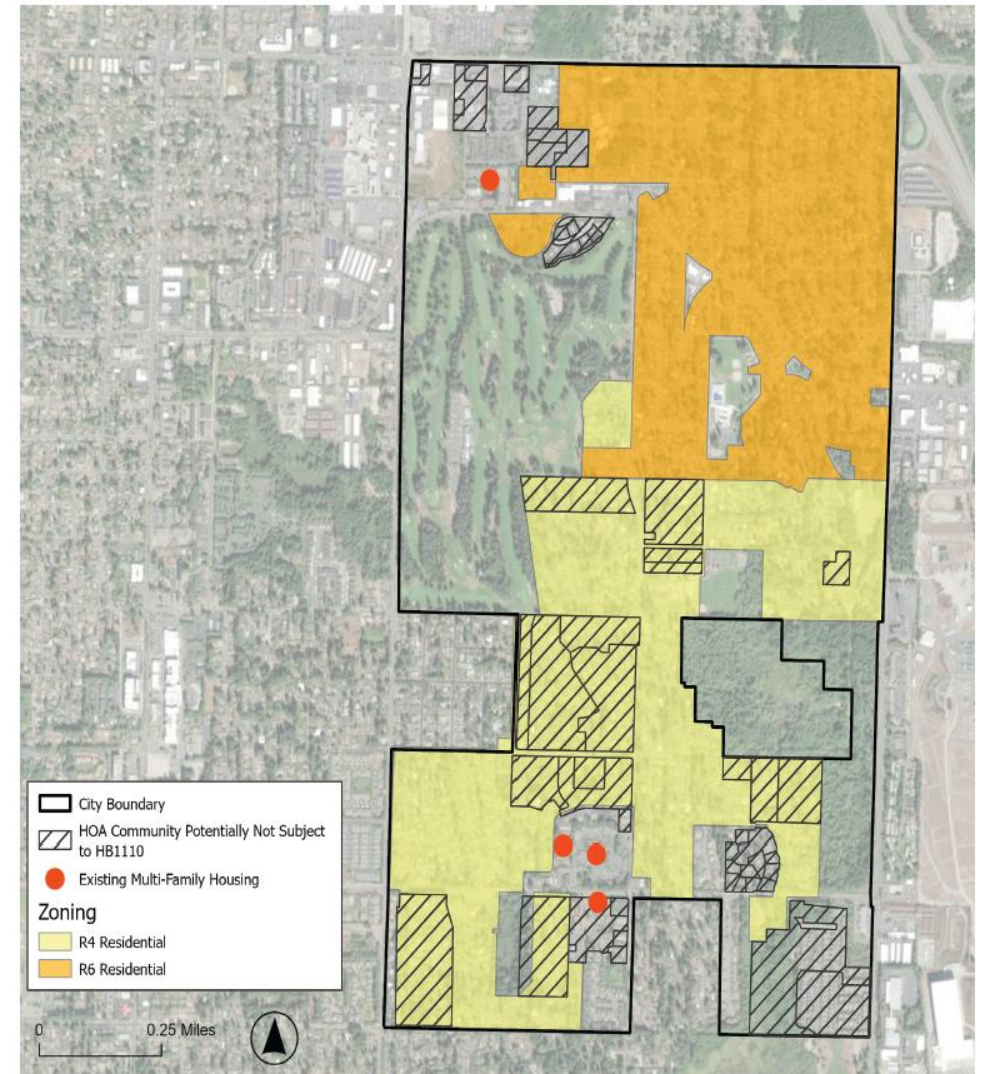 City Boundary
HOA Community Potentially Not Subject
to HB1110
Existing Multi-Family Housing
Zoning
R4 Residential
R6 Residential
0 0.25 Miles